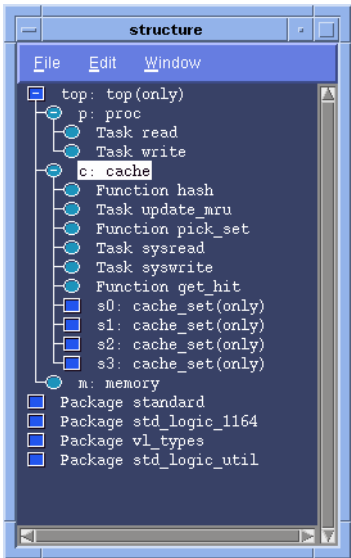 structure
File Edit Window
top: top(only)
p: proc
Task read
Task write
c: cache
Function hash
Task update_mru
Function pick_set
Task sysread
Task syswrite
Function get_hit
s0: cache_set(only)
s1: cache_set(only)
s2: cache_set(only)
s3: cache_set(only)
m: memory
Package standard
Package std_logic_1164
Package vl_types
Package std_logic_util